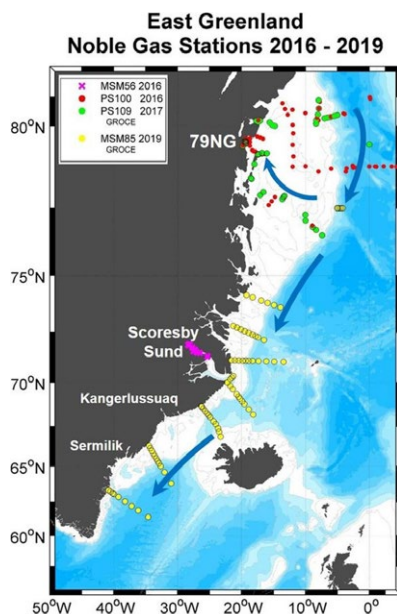 East Greenland
Noble Gas Stations 2016 - 2019
MSM56 2016
PS100 2016
PS109 2017
GROCE
MSM85 2019
GROCE
80°N
79NG
75°N
Scoresby
Sund
70°N
Kangerlussuaq
Sermilik
65°N
60°N
50°W 40°W 30°W 20°W 10°W 0°